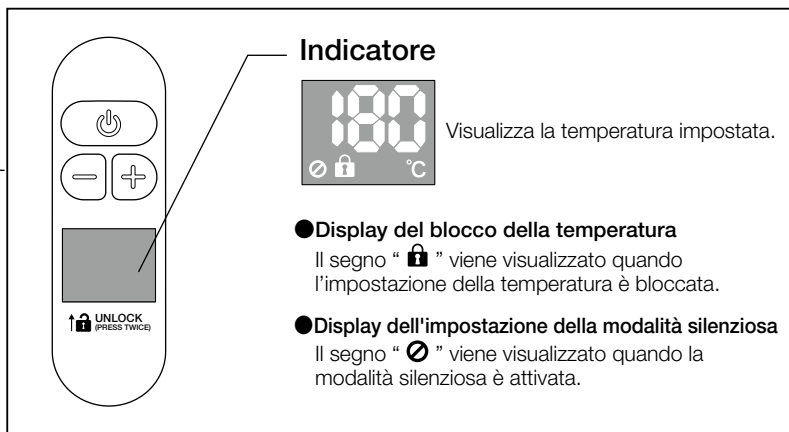 Indicatore
180
°C
Visualizza la temperatura impostata.
●Display del blocco della temperatura
Il segno “ 🔒 ” viene visualizzato quando
l’impostazione della temperatura è bloccata.
●Display dell'impostazione della modalità silenziosa
Il segno “ ⊘ ” viene visualizzato quando la
modalità silenziosa è attivata.
UNLOCK
(PRESS TWICE)